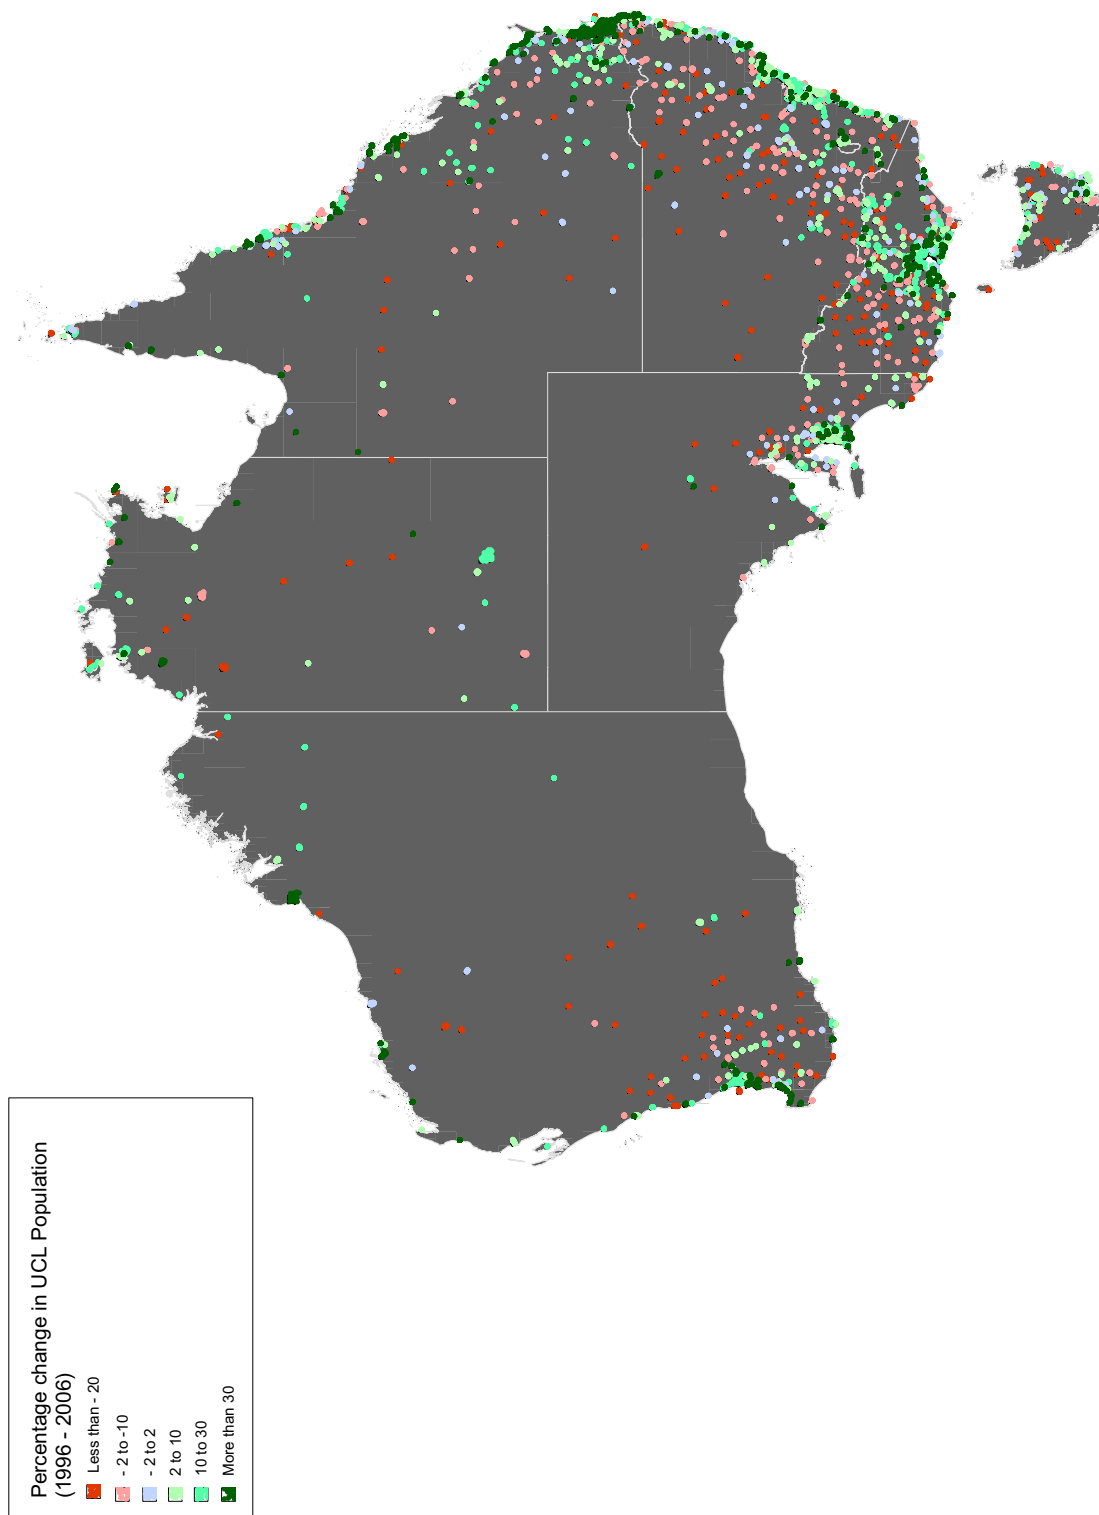 Percentage change in UCL Population
(1996 - 2006)
Less than - 20
- 2 to -10
- 2 to 2
2 to 10
10 to 30
More than 30